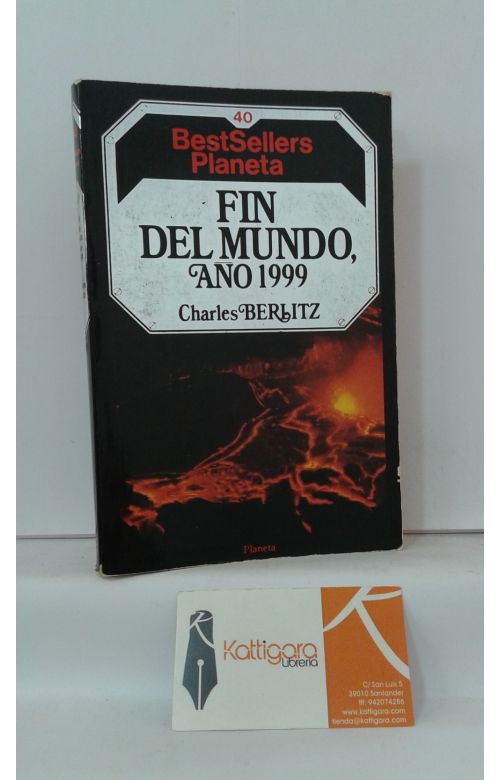 40
BestSellers
Planeta
FIN
DEL MUNDO,
AÑO 1999
Charles BERLITZ
Planeta
Kattigara
Librería
C/ San Luis 5
39010 Santander
tlf: 942074286
www.kattigara.com
tienda@kattigara.com